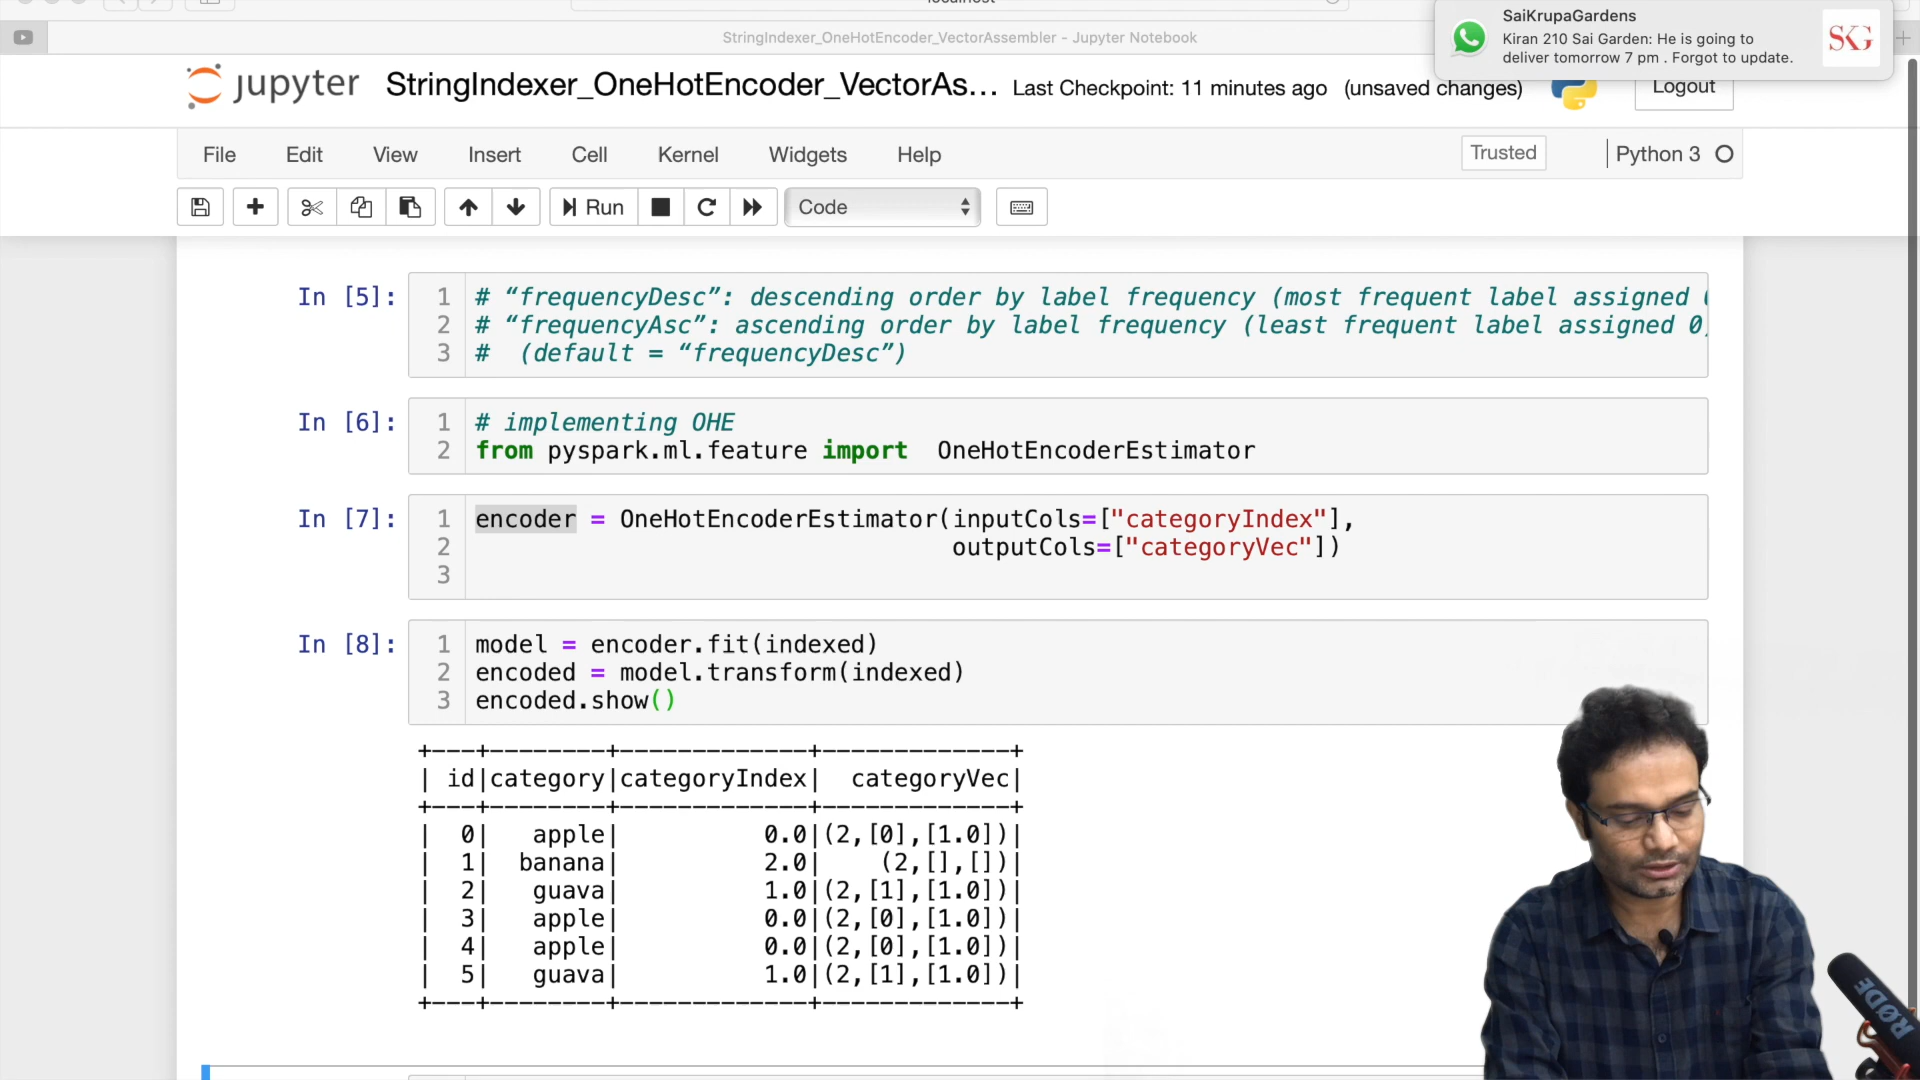 localhost
StringIndexer_OneHotEncoder_VectorAssembler - Jupyter Notebook
SaiKrupaGardens
Kiran 210 Sai Garden: He is going to
deliver tomorrow 7 pm . Forgot to update.
SKG
jupyter StringIndexer_OneHotEncoder_VectorAs... Last Checkpoint: 11 minutes ago (unsaved changes) Logout
File Edit View Insert Cell Kernel Widgets Help Trusted Python 3
Run Code
In [5]:
1 # “frequencyDesc”: descending order by label frequency (most frequent label assigned
2 # “frequencyAsc”: ascending order by label frequency (least frequent label assigned 0
3 # (default = “frequencyDesc”)
In [6]:
1 # implementing OHE
2 from pyspark.ml.feature import  OneHotEncoderEstimator
In [7]:
1 encoder = OneHotEncoderEstimator(inputCols=["categoryIndex"],
2 outputCols=["categoryVec"])
3
In [8]:
1 model = encoder.fit(indexed)
2 encoded = model.transform(indexed)
3 encoded.show()
+---+--------+-------------+-------------+
| id|category|categoryIndex|  categoryVec|
+---+--------+-------------+-------------+
|  0|   apple|          0.0|(2,[0],[1.0])|
|  1|  banana|          2.0|    (2,[],[])|
|  2|   guava|          1.0|(2,[1],[1.0])|
|  3|   apple|          0.0|(2,[0],[1.0])|
|  4|   apple|          0.0|(2,[0],[1.0])|
|  5|   guava|          1.0|(2,[1],[1.0])|
+---+--------+-------------+-------------+
RØDE